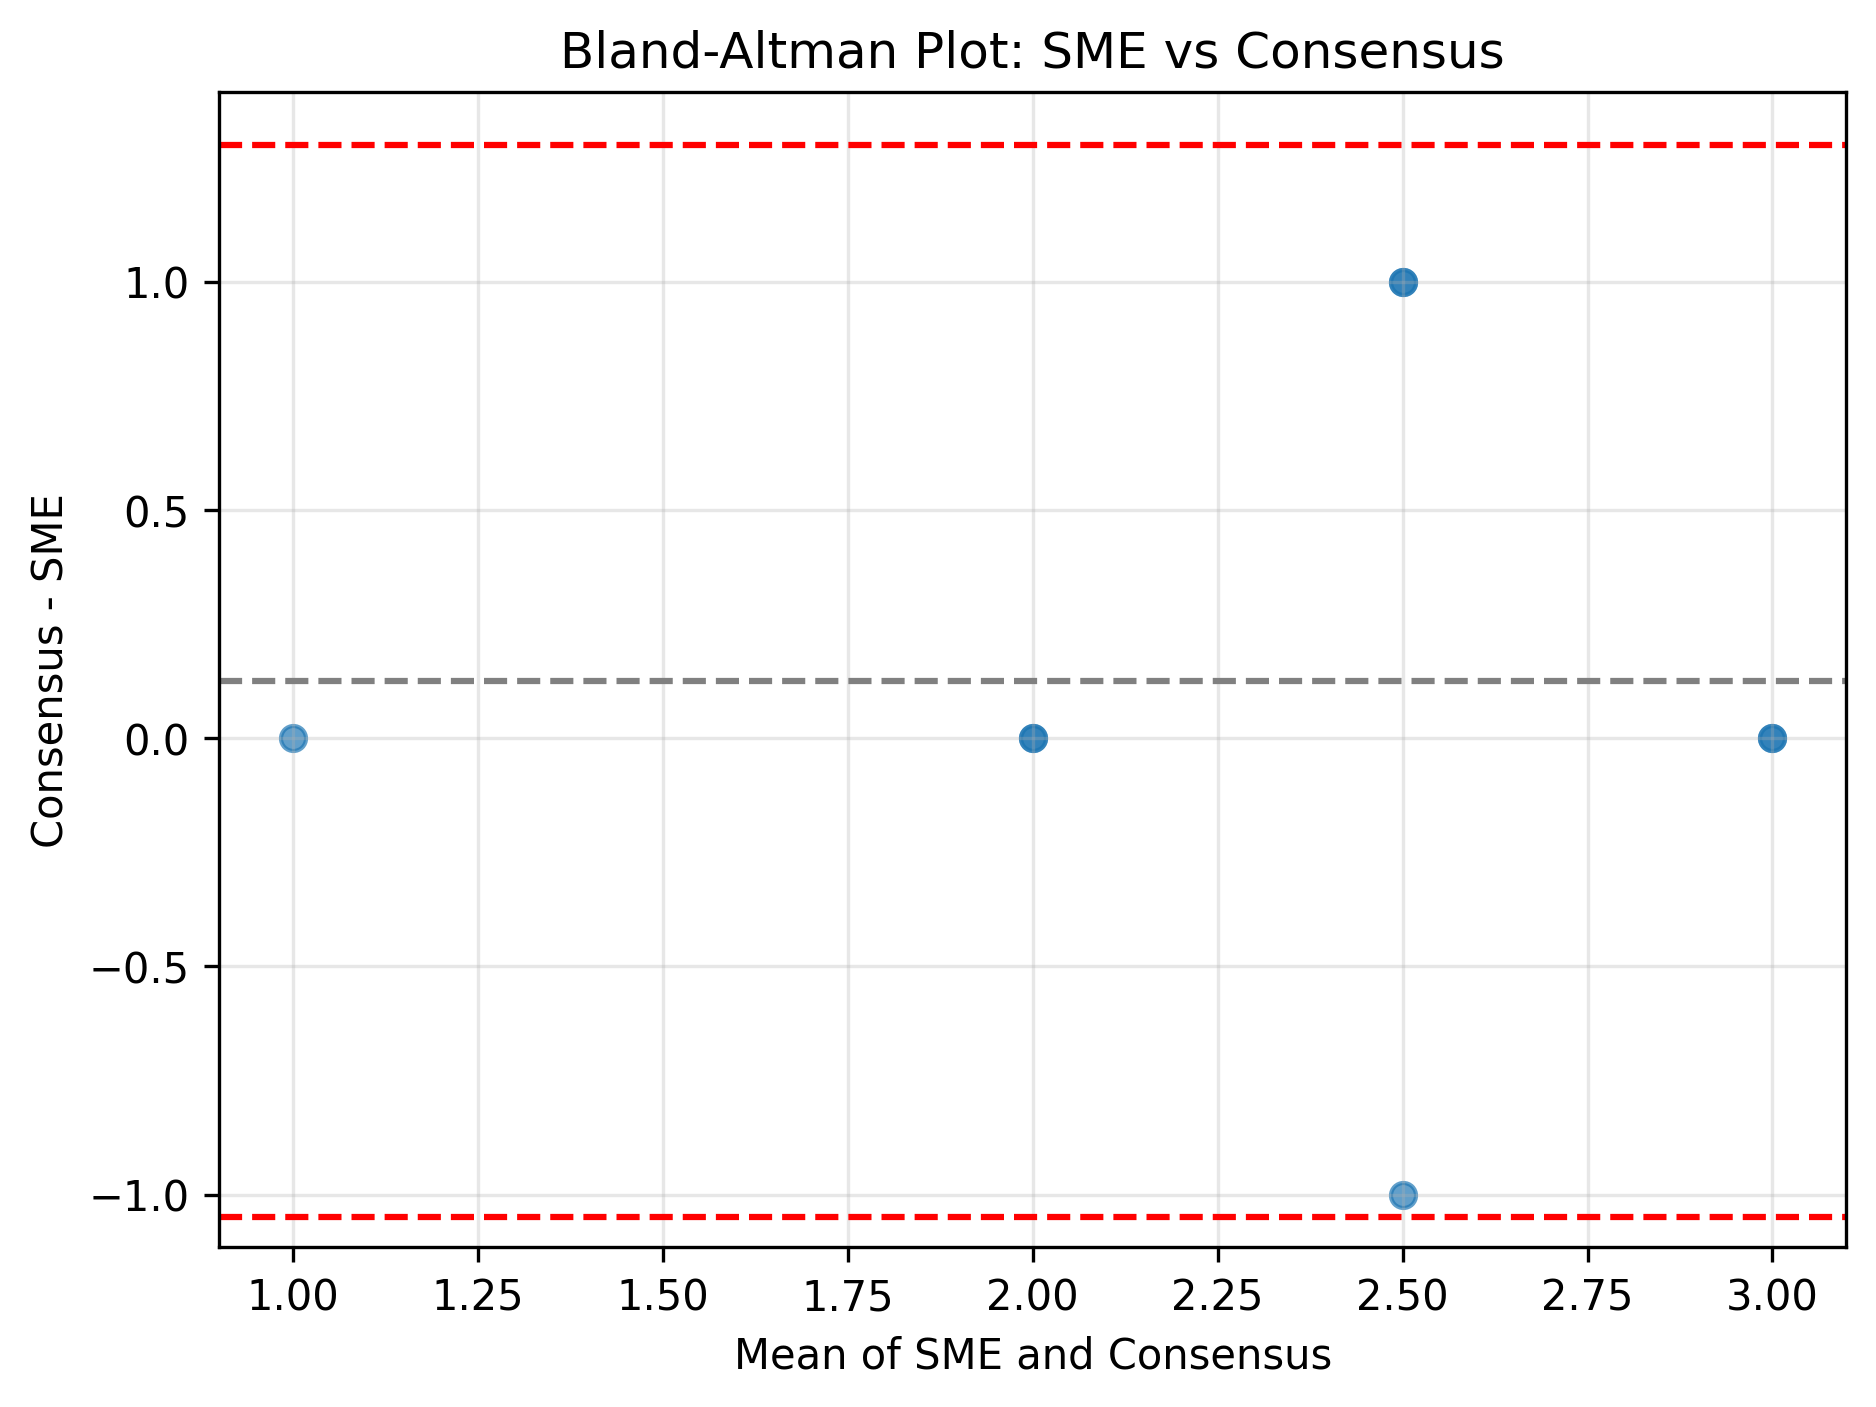 Bland-Altman Plot: SME vs Consensus
Consensus - SME
1.0
0.5
0.0
−0.5
−1.0
1.00 1.25 1.50 1.75 2.00 2.25 2.50 2.75 3.00
Mean of SME and Consensus